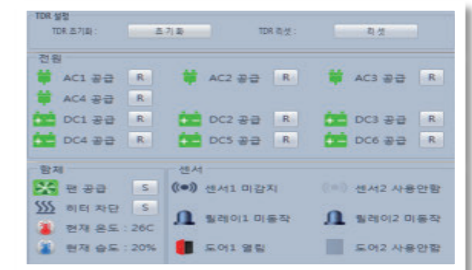 TDR 설정
TDR 초기화 : 초기화 TDR 리셋 : 리셋
전원
AC1 공급 R AC2 공급 R AC3 공급 R
AC4 공급 R
DC1 공급 R DC2 공급 R DC3 공급 R
DC4 공급 R DC5 공급 R DC6 공급 R
함체 센서
팬 공급 S 센서1 미감지 센서2 사용안함
히터 차단 S
현재 온도 : 26C 릴레이1 미동작 릴레이2 미동작
현재 습도 : 20% 도어1 열림 도어2 사용안함